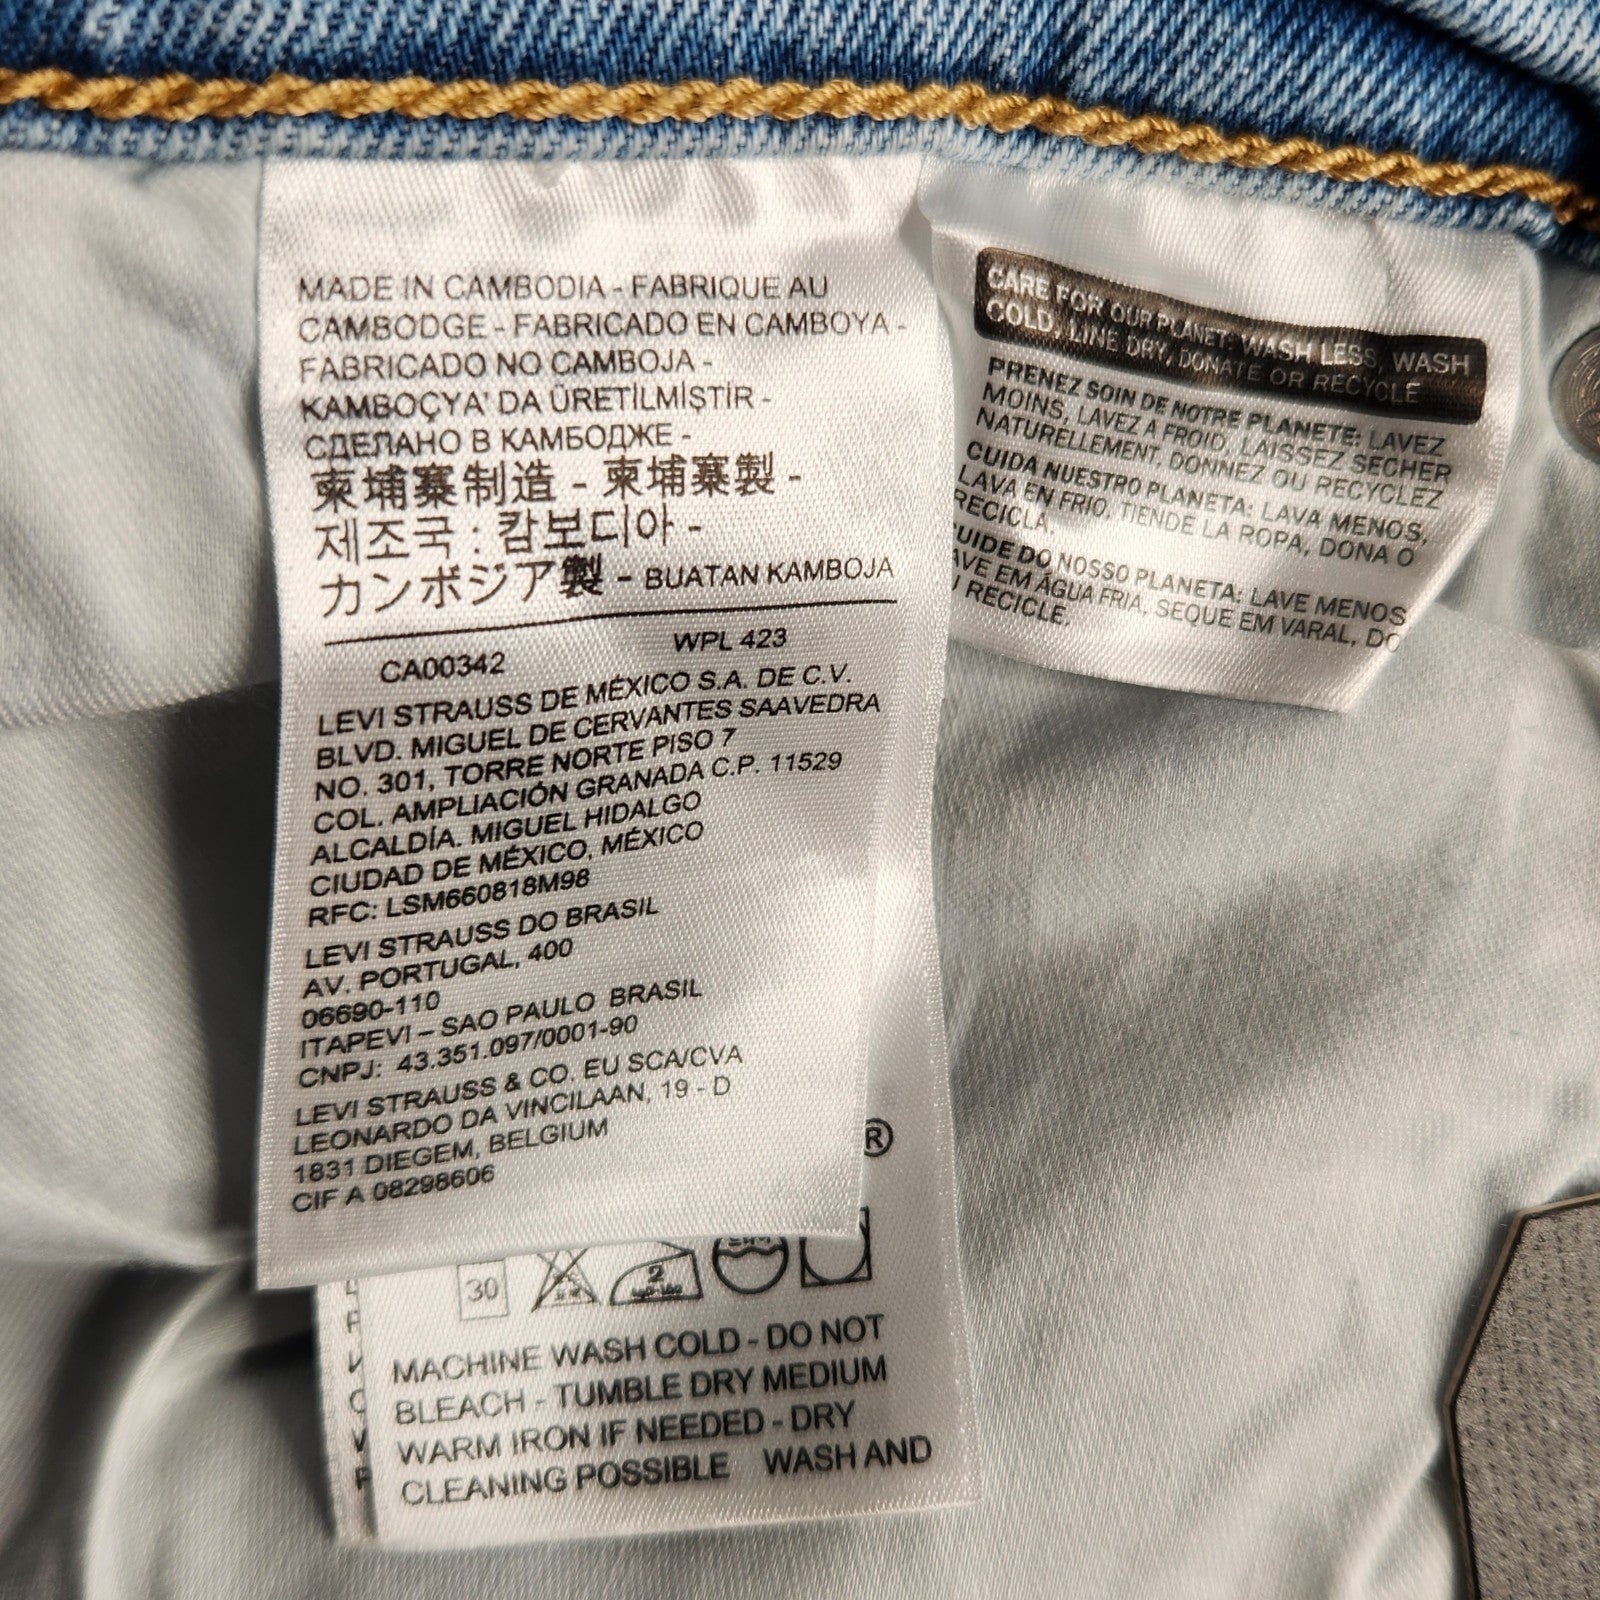 MADE IN CAMBODIA - FABRIQUE AU
CAMBODGE - FABRICADO EN CAMBOYA -
FABRICADO NO CAMBOJA -
KAMBOÇYA' DA ÜRETİLMİŞTİR -
СДЕЛАНО В КАМБОДЖЕ -
柬埔寨制造 - 柬埔寨製 -
제조국 : 캄보디아 -
カンボジア製 - BUATAN KAMBOJA
CA00342 WPL 423
LEVI STRAUSS DE MÉXICO S.A. DE C.V.
BLVD. MIGUEL DE CERVANTES SAAVEDRA
NO. 301, TORRE NORTE PISO 7
COL. AMPLIACIÓN GRANADA C.P. 11529
ALCALDÍA. MIGUEL HIDALGO
CIUDAD DE MÉXICO, MÉXICO
RFC: LSM660818M98
LEVI STRAUSS DO BRASIL
AV. PORTUGAL, 400
06690-110
ITAPEVI – SAO PAULO BRASIL
CNPJ: 43.351.097/0001-90
LEVI STRAUSS & CO. EU SCA/CVA
LEONARDO DA VINCILAAN, 19 - D
1831 DIEGEM, BELGIUM
CIF A 08298606
CARE FOR OUR PLANET: WASH LESS, WASH
COLD, LINE DRY, DONATE OR RECYCLE
PRENEZ SOIN DE NOTRE PLANETE: LAVEZ
MOINS, LAVEZ A FROID, LAISSEZ SECHER
NATURELLEMENT, DONNEZ OU RECYCLEZ
CUIDA NUESTRO PLANETA: LAVA MENOS,
LAVA EN FRIO, TIENDE LA ROPA, DONA O
RECICLA.
UIDE DO NOSSO PLANETA: LAVE MENOS
AVE EM ÁGUA FRIA, SEQUE EM VARAL, DO
RECICLE.
®
30
2
MACHINE WASH COLD - DO NOT
BLEACH - TUMBLE DRY MEDIUM
WARM IRON IF NEEDED - DRY
CLEANING POSSIBLE WASH AND